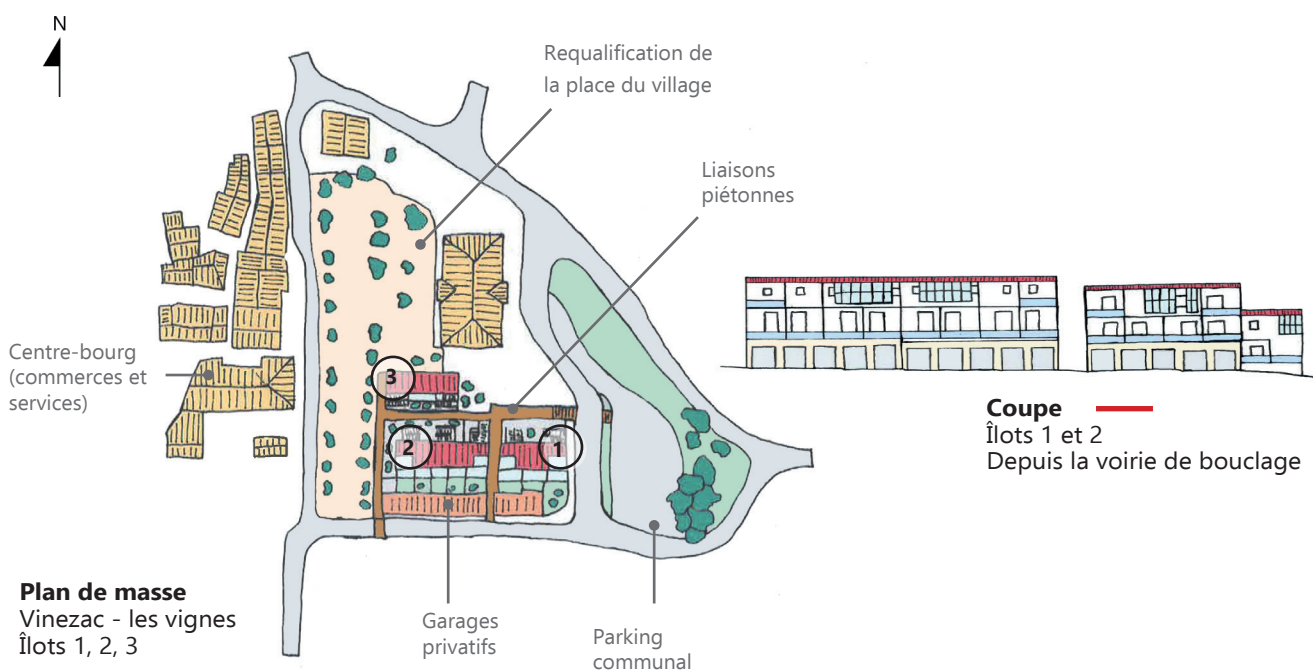 N
Requalification de
la place du village
Liaisons
piétonnes
Centre-bourg
(commerces et
services)
3
2
1
Coupe
Îlots 1 et 2
Depuis la voirie de bouclage
Plan de masse
Vinezac - les vignes
Îlots 1, 2, 3
Garages
privatifs
Parking
communal